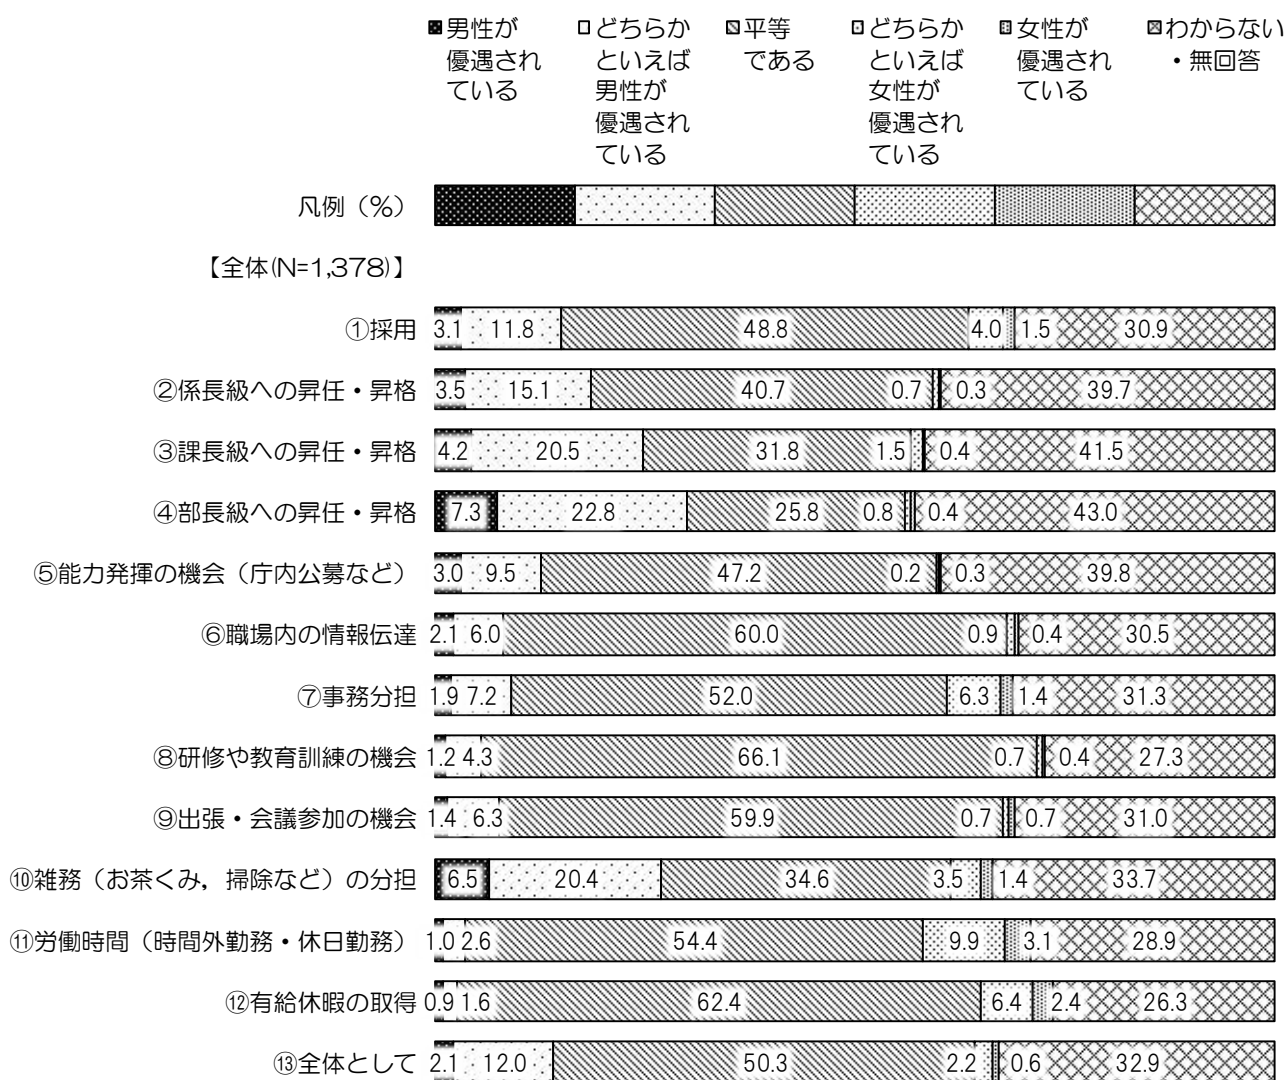 男性が
優遇され
ている
どちらか
といえば
男性が
優遇され
ている
平等
である
どちらか
といえば
女性が
優遇され
ている
女性が
優遇され
ている
わからない
・無回答
凡例（％）
【全体(N=1,378)】
①採用 3.1 11.8 48.8 4.0 1.5 30.9
②係長級への昇任・昇格 3.5 15.1 40.7 0.7 0.3 39.7
③課長級への昇任・昇格 4.2 20.5 31.8 1.5 0.4 41.5
④部長級への昇任・昇格 7.3 22.8 25.8 0.8 0.4 43.0
⑤能力発揮の機会（庁内公募など） 3.0 9.5 47.2 0.2 0.3 39.8
⑥職場内の情報伝達 2.1 6.0 60.0 0.9 0.4 30.5
⑦事務分担 1.9 7.2 52.0 6.3 1.4 31.3
⑧研修や教育訓練の機会 1.2 4.3 66.1 0.7 0.4 27.3
⑨出張・会議参加の機会 1.4 6.3 59.9 0.7 0.7 31.0
⑩雑務（お茶くみ，掃除など）の分担 6.5 20.4 34.6 3.5 1.4 33.7
⑪労働時間（時間外勤務・休日勤務） 1.0 2.6 54.4 9.9 3.1 28.9
⑫有給休暇の取得 0.9 1.6 62.4 6.4 2.4 26.3
⑬全体として 2.1 12.0 50.3 2.2 0.6 32.9